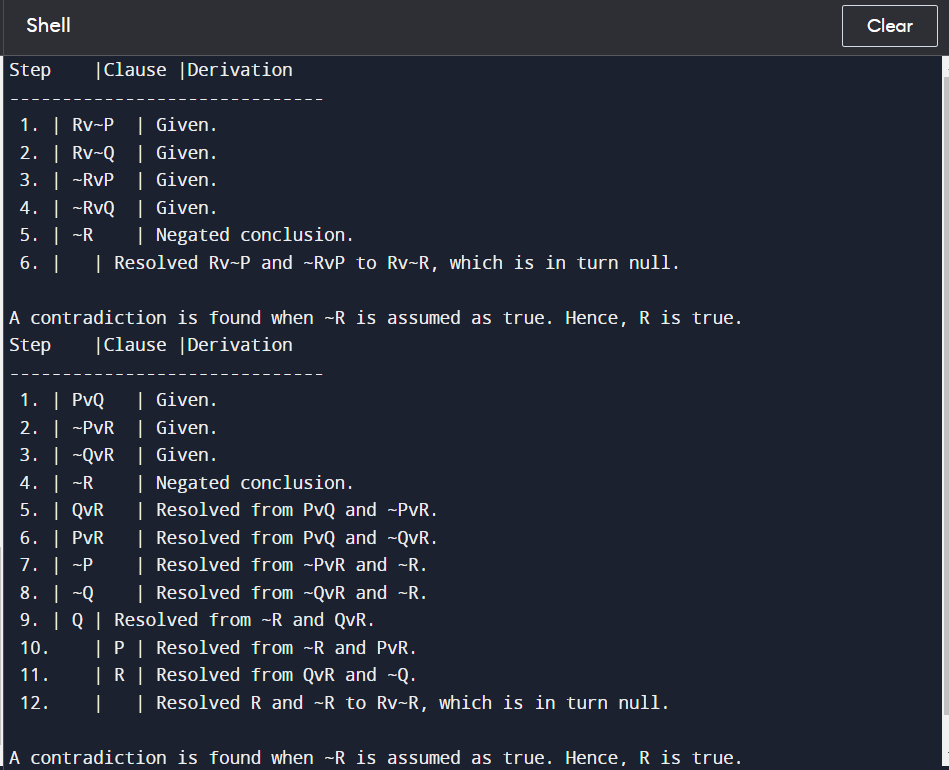 Shell
Clear
Step    |Clause |Derivation
------------------------------
 1. | Rv~P  | Given.
 2. | Rv~Q  | Given.
 3. | ~RvP  | Given.
 4. | ~RvQ  | Given.
 5. | ~R    | Negated conclusion.
 6. |   | Resolved Rv~P and ~RvP to Rv~R, which is in turn null.

A contradiction is found when ~R is assumed as true. Hence, R is true.
Step    |Clause |Derivation
------------------------------
 1. | PvQ   | Given.
 2. | ~PvR  | Given.
 3. | ~QvR  | Given.
 4. | ~R    | Negated conclusion.
 5. | QvR   | Resolved from PvQ and ~PvR.
 6. | PvR   | Resolved from PvQ and ~QvR.
 7. | ~P    | Resolved from ~PvR and ~R.
 8. | ~Q    | Resolved from ~QvR and ~R.
 9. | Q | Resolved from ~R and QvR.
 10.    | P | Resolved from ~R and PvR.
 11.    | R | Resolved from QvR and ~Q.
 12.    |   | Resolved R and ~R to Rv~R, which is in turn null.

A contradiction is found when ~R is assumed as true. Hence, R is true.